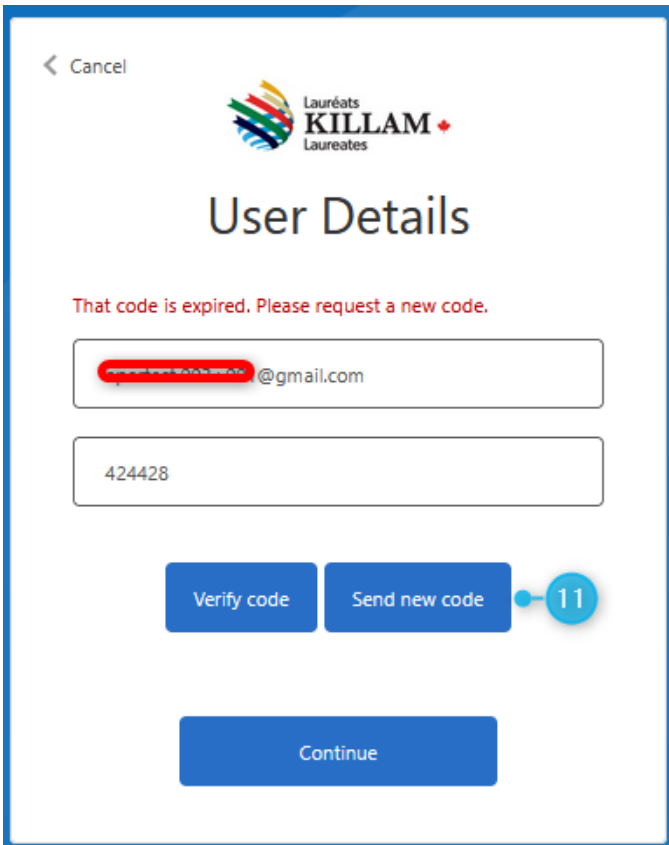 Cancel
Lauréats
KILLAM
Laureates
User Details
That code is expired. Please request a new code.
@gmail.com
424428
Verify code
Send new code
11
Continue